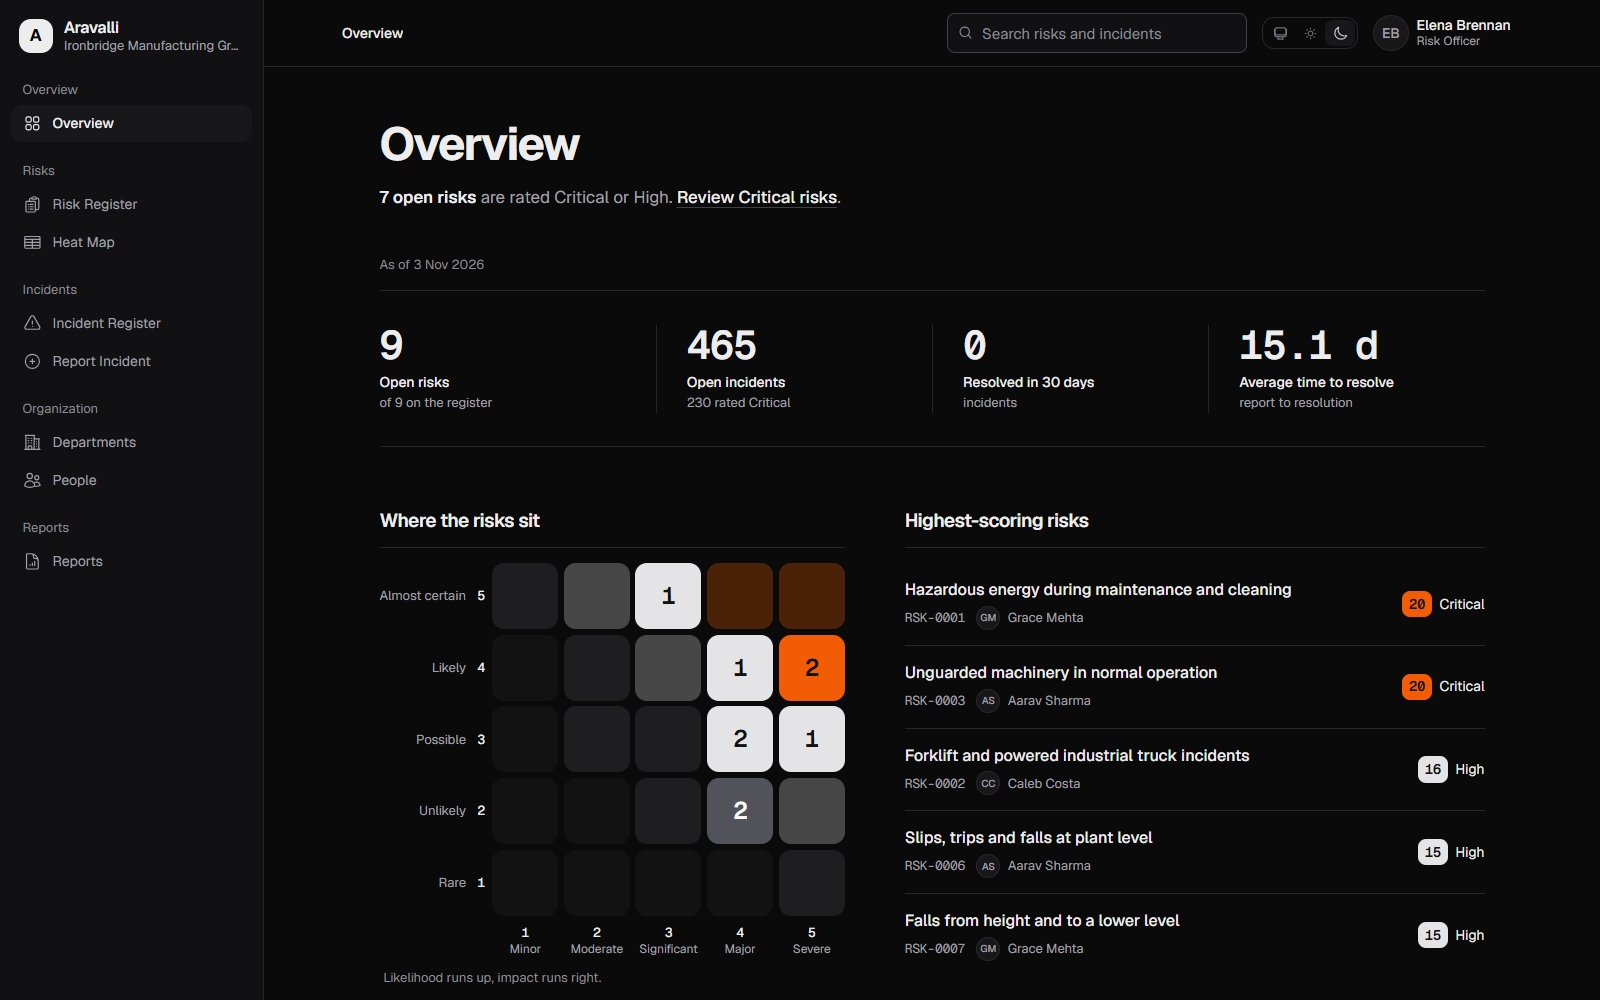 A
Aravalli
Ironbridge Manufacturing Gr...
Overview
Overview
Risks
Risk Register
Heat Map
Incidents
Incident Register
Report Incident
Organization
Departments
People
Reports
Reports
Overview
Search risks and incidents
EB
Elena Brennan
Risk Officer
Overview
7 open risks are rated Critical or High. Review Critical risks.
As of 3 Nov 2026
9
Open risks
of 9 on the register
465
Open incidents
230 rated Critical
0
Resolved in 30 days
incidents
15.1 d
Average time to resolve
report to resolution
Where the risks sit
Almost certain 5
1
Likely 4
1 2
Possible 3
2 1
Unlikely 2
2
Rare 1
1 2 3 4 5
Minor Moderate Significant Major Severe
Likelihood runs up, impact runs right.
Highest-scoring risks
Hazardous energy during maintenance and cleaning
RSK-0001 GM Grace Mehta
20 Critical
Unguarded machinery in normal operation
RSK-0003 AS Aarav Sharma
20 Critical
Forklift and powered industrial truck incidents
RSK-0002 CC Caleb Costa
16 High
Slips, trips and falls at plant level
RSK-0006 AS Aarav Sharma
15 High
Falls from height and to a lower level
RSK-0007 GM Grace Mehta
15 High